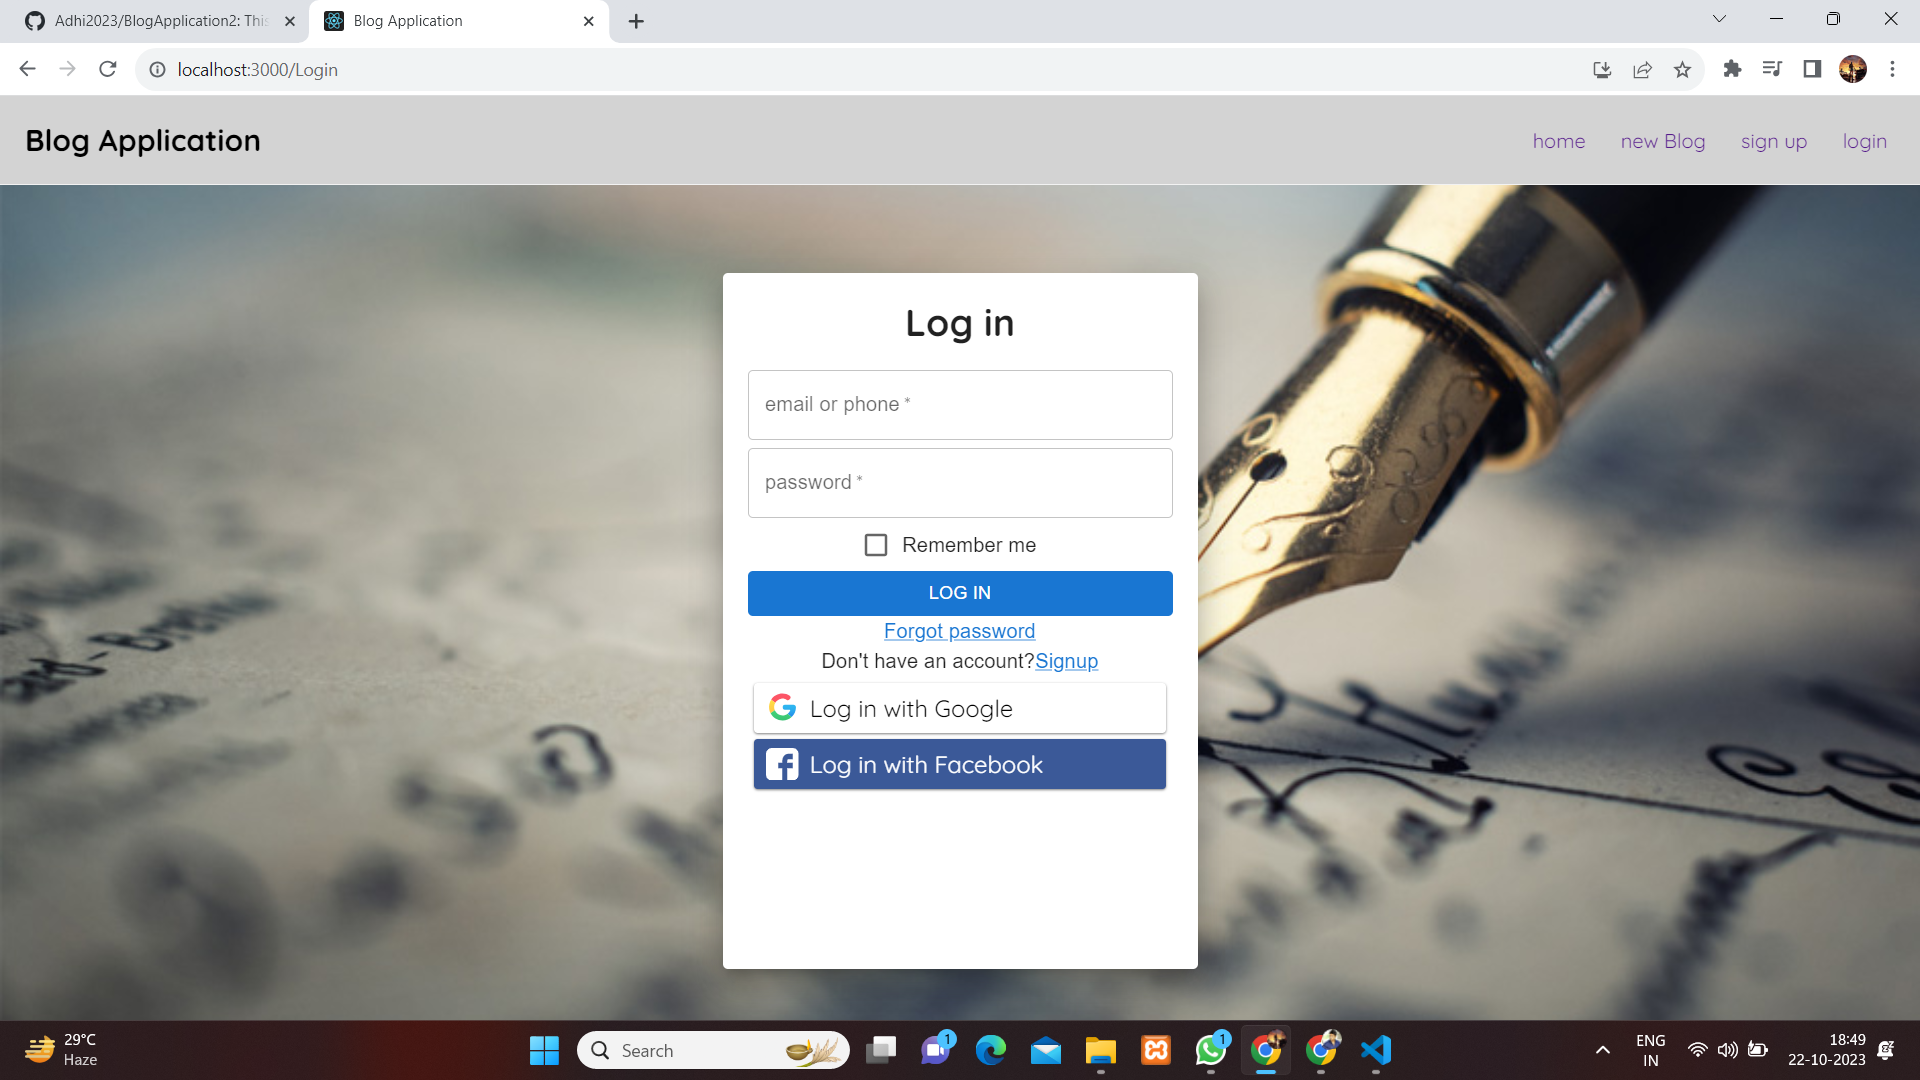 Adhi2023/BlogApplication2: This
Blog Application
localhost:3000/Login
Blog Application
home
new Blog
sign up
login
Log in
email or phone *
password *
Remember me
LOG IN
Forgot password
Don't have an account?Signup
Log in with Google
Log in with Facebook
29°C
Haze
Search
1
1
ENG
IN
18:49
22-10-2023